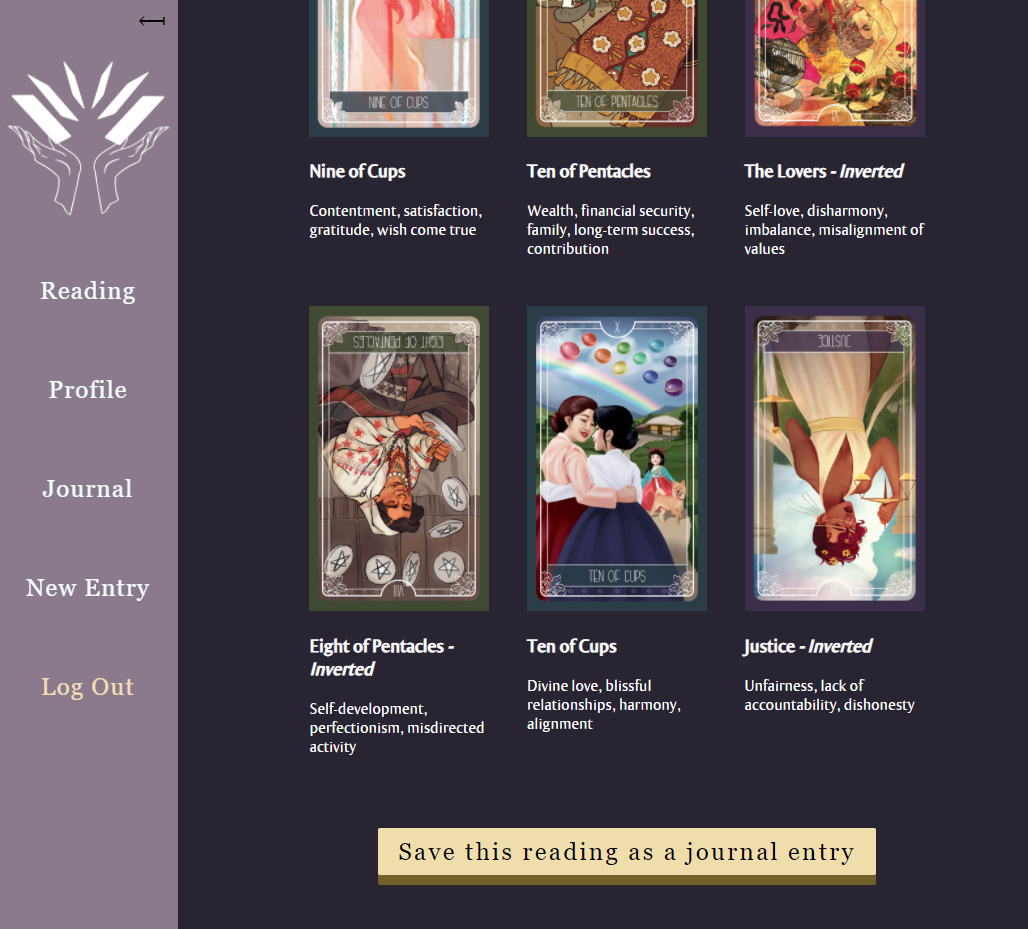 NINE OF CUPS
TEN OF PENTACLES
Nine of Cups
Contentment, satisfaction,
gratitude, wish come true
Ten of Pentacles
Wealth, financial security,
family, long-term success,
contribution
The Lovers - Inverted
Self-love, disharmony,
imbalance, misalignment of
values
Reading
Profile
Journal
New Entry
Log Out
EIGHT OF PENTACLES
VIII
X
TEN OF CUPS
JUSTICE
Eight of Pentacles -
Inverted
Self-development,
perfectionism, misdirected
activity
Ten of Cups
Divine love, blissful
relationships, harmony,
alignment
Justice - Inverted
Unfairness, lack of
accountability, dishonesty
Save this reading as a journal entry